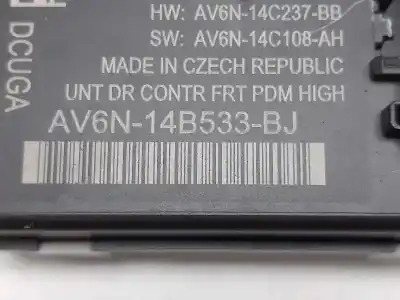 HW: AV6N-14C237-BB
SW: AV6N-14C108-AH
MADE IN CZECH REPUBLIC
UNT DR CONTR FRT PDM HIGH
AV6N-14B533-BJ
DCUGA